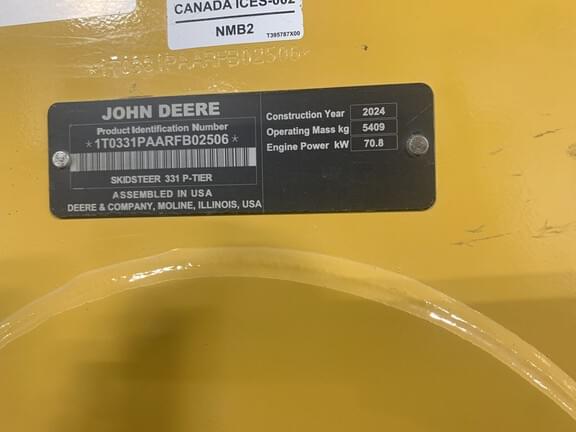 CANADA ICES-002
NMB2
T395787X00
*1T0331PAARFB02506*
JOHN DEERE
Product Identification Number
*1T0331PAARFB02506*
SKIDSTEER 331 P-TIER
ASSEMBLED IN USA
DEERE & COMPANY, MOLINE, ILLINOIS, USA
Construction Year 2024
Operating Mass kg 5409
Engine Power kW 70.8